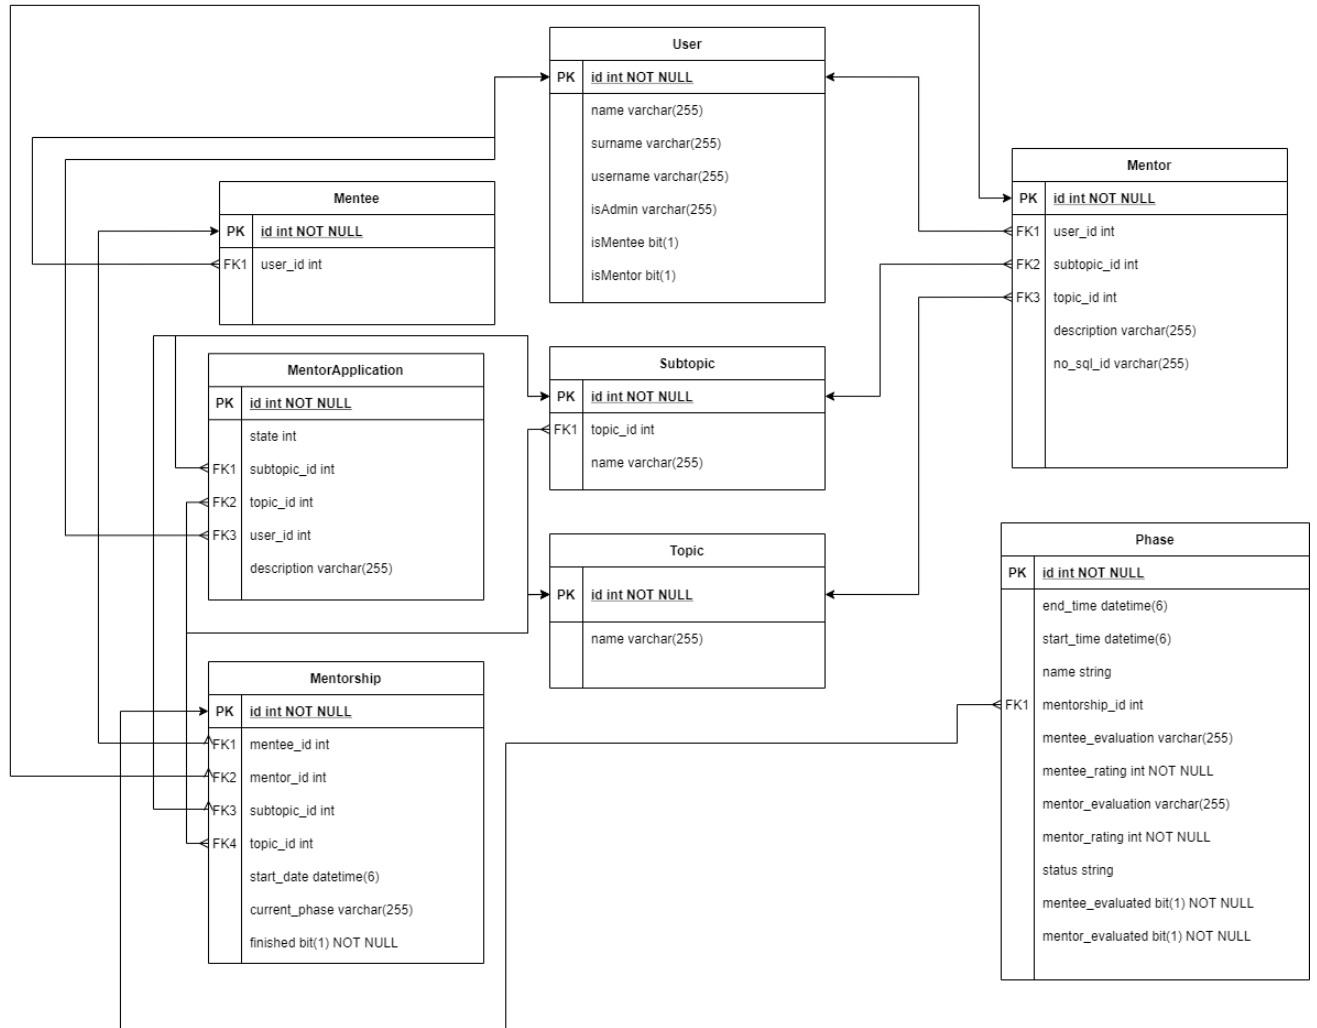 User
PK id int NOT NULL
name varchar(255)
surname varchar(255)
username varchar(255)
isAdmin varchar(255)
isMentee bit(1)
isMentor bit(1)
Mentor
PK id int NOT NULL
FK1 user_id int
FK2 subtopic_id int
FK3 topic_id int
description varchar(255)
no_sql_id varchar(255)
Mentee
PK id int NOT NULL
FK1 user_id int
MentorApplication
PK id int NOT NULL
state int
FK1 subtopic_id int
FK2 topic_id int
FK3 user_id int
description varchar(255)
Subtopic
PK id int NOT NULL
FK1 topic_id int
name varchar(255)
Topic
PK id int NOT NULL
name varchar(255)
Phase
PK id int NOT NULL
end_time datetime(6)
start_time datetime(6)
name string
FK1 mentorship_id int
mentee_evaluation varchar(255)
mentee_rating int NOT NULL
mentor_evaluation varchar(255)
mentor_rating int NOT NULL
status string
mentee_evaluated bit(1) NOT NULL
mentor_evaluated bit(1) NOT NULL
Mentorship
PK id int NOT NULL
FK1 mentee_id int
FK2 mentor_id int
FK3 subtopic_id int
FK4 topic_id int
start_date datetime(6)
current_phase varchar(255)
finished bit(1) NOT NULL